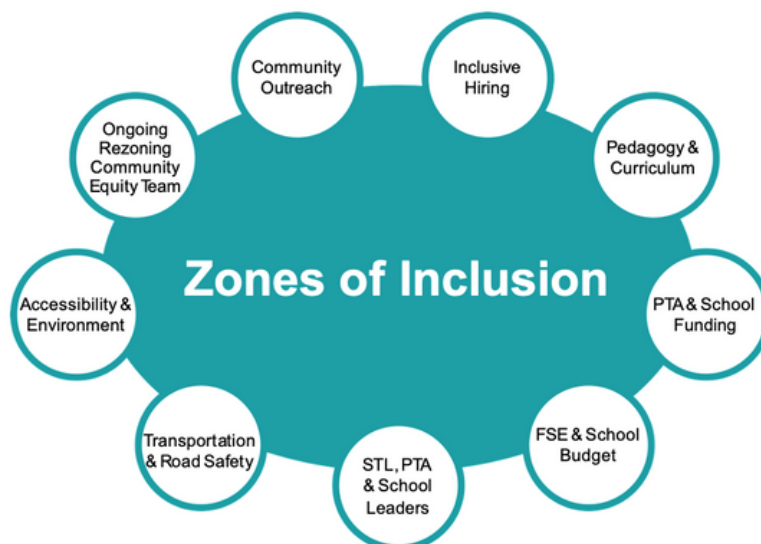 Community
Outreach
Inclusive
Hiring
Ongoing
Rezoning
Community
Equity Team
Pedagogy &
Curriculum
Zones of Inclusion
Accessibility &
Environment
PTA & School
Funding
Transportation
& Road Safety
FSE & School
Budget
STL, PTA
& School
Leaders